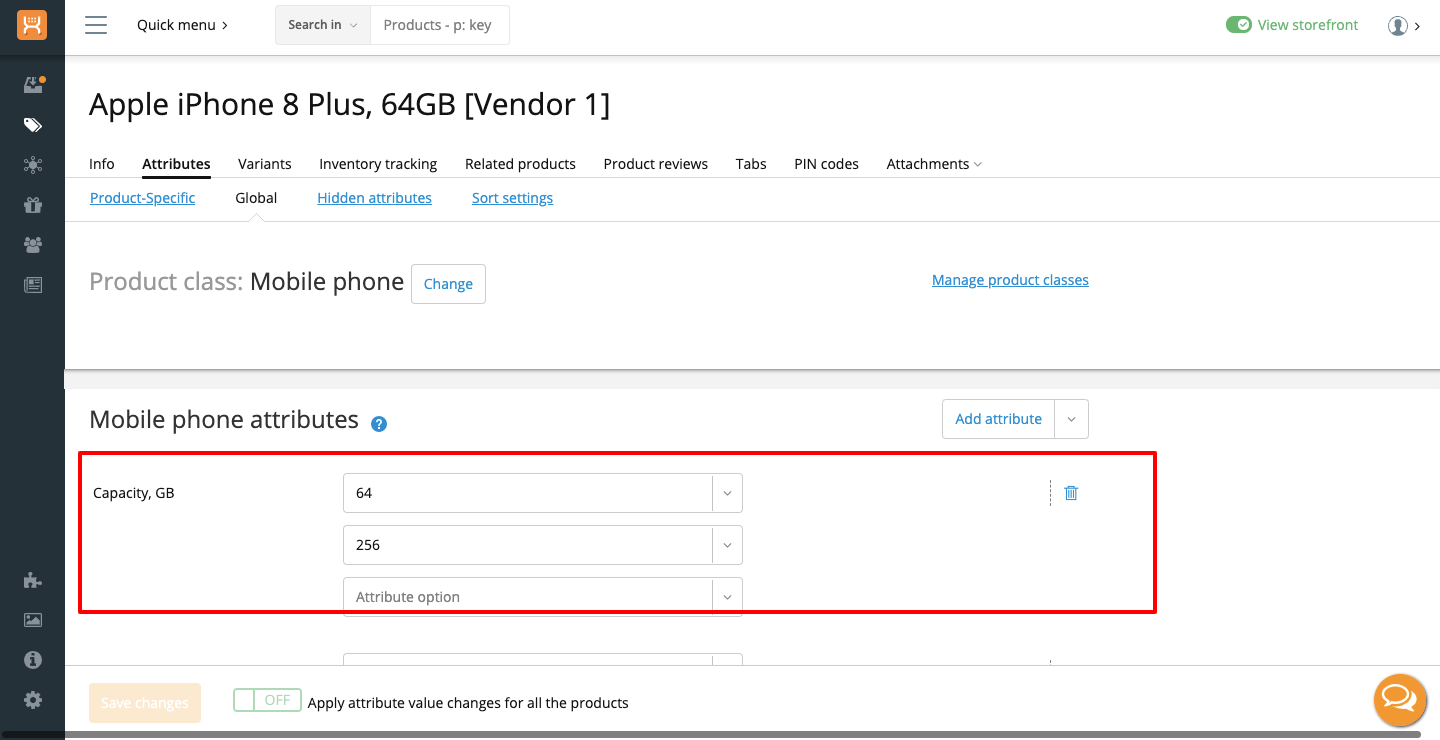 Quick menu
Search in
Products - p: key
View storefront
Apple iPhone 8 Plus, 64GB [Vendor 1]
Info Attributes Variants Inventory tracking Related products Product reviews Tabs PIN codes Attachments
Product-Specific Global Hidden attributes Sort settings
Product class: Mobile phone Change Manage product classes
Mobile phone attributes ? Add attribute
Capacity, GB 64
256
Attribute option
Save changes OFF Apply attribute value changes for all the products